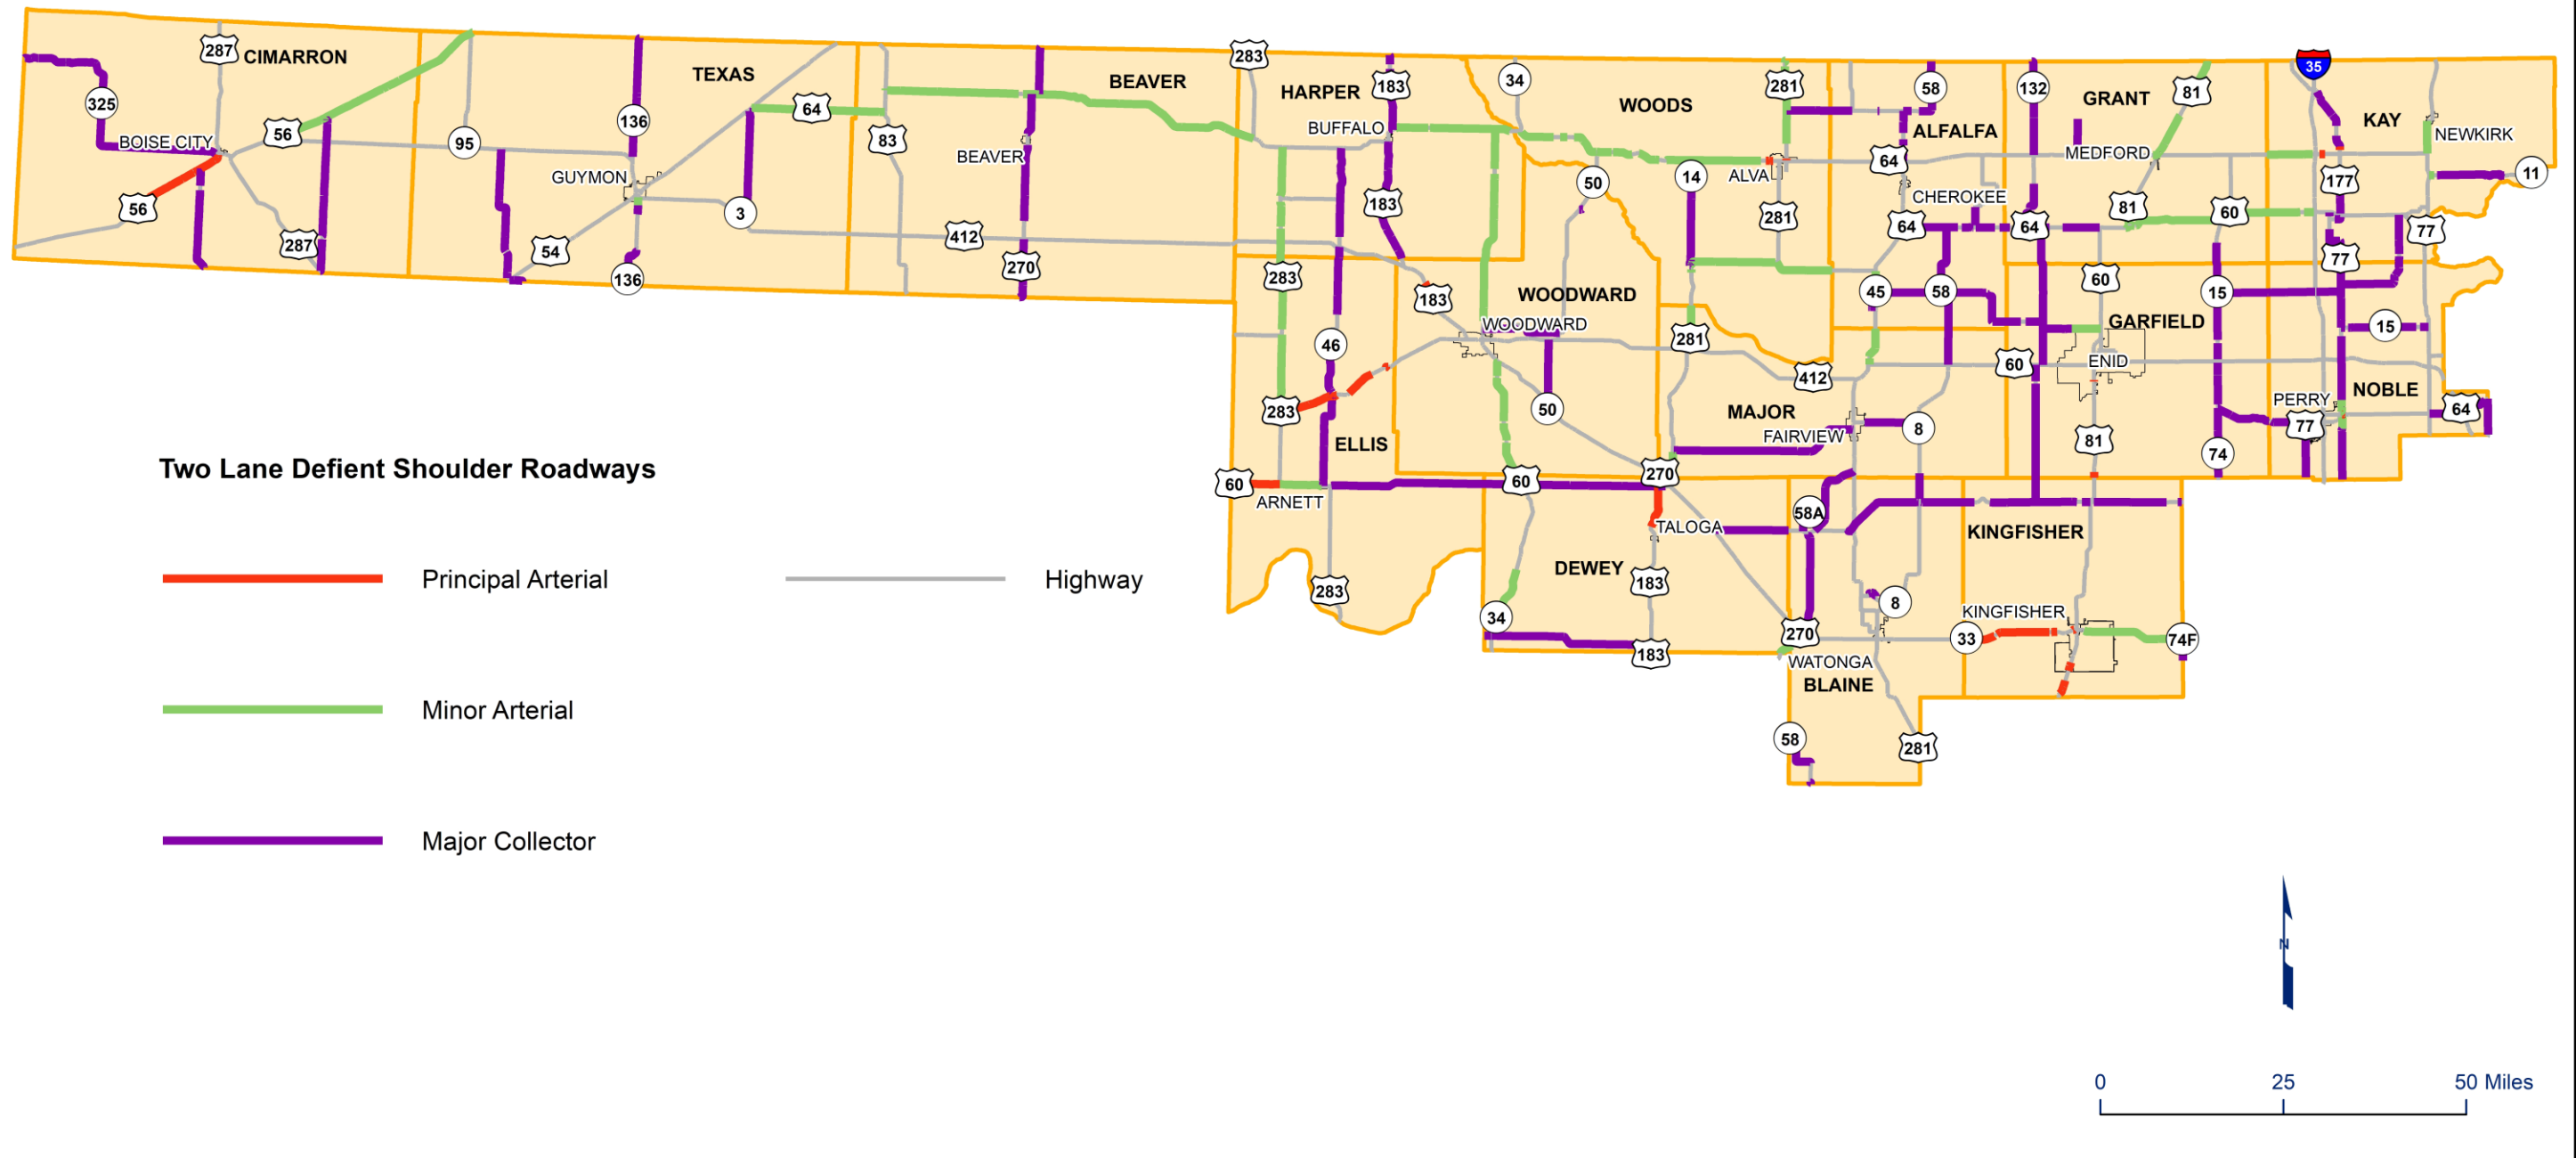 287
CIMARRON
TEXAS
BEAVER
283
HARPER
183
34
WOODS
281
58
132
GRANT
81
35
KAY
325
BOISE CITY
56
95
136
64
83
BEAVER
BUFFALO
ALFALFA
64
MEDFORD
NEWKIRK
GUYMON
50
14
ALVA
CHEROKEE
177
11
56
3
183
281
64
64
81
60
77
287
54
412
270
136
283
183
WOODWARD
WOODWARD
45
58
60
15
77
GARFIELD
15
46
281
412
60
ENID
NOBLE
283
50
MAJOR
FAIRVIEW
8
81
PERRY
77
64
ELLIS
74
Two Lane Defient Shoulder Roadways
60
ARNETT
60
270
TALOGA
58A
KINGFISHER
Principal Arterial
Highway
283
DEWEY
183
34
8
KINGFISHER
33
74F
183
270
WATONGA
BLAINE
Minor Arterial
58
281
Major Collector
N
0 25 50 Miles